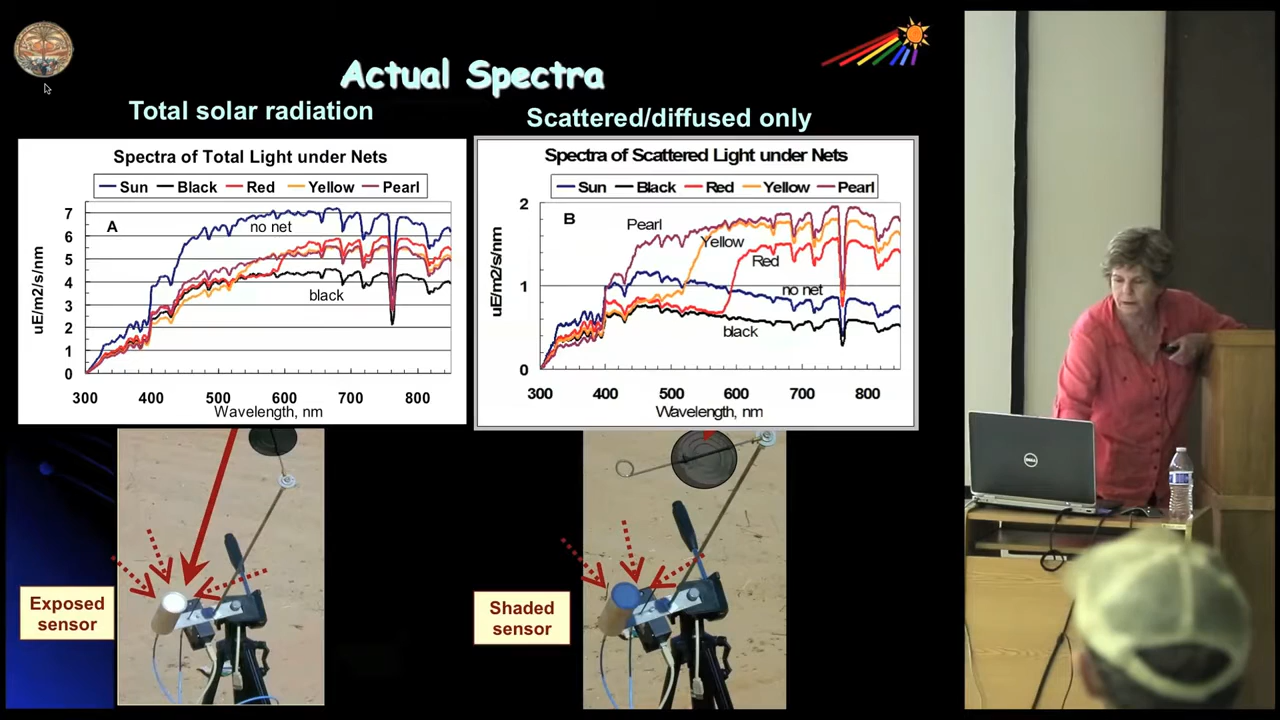 Actual Spectra
Total solar radiation
Scattered/diffused only
Spectra of Total Light under Nets
Sun Black Red Yellow Pearl
A
no net
black
uE/m2/s/nm
7
6
5
4
3
2
1
0
300 400 500 600 700 800
Wavelength, nm
Spectra of Scattered Light under Nets
Sun Black Red Yellow Pearl
B
Pearl
Yellow
Red
no net
black
uE/m2/s/nm
2
1
0
300 400 500 600 700 800
Wavelength, nm
Exposed
sensor
Shaded
sensor
DELL